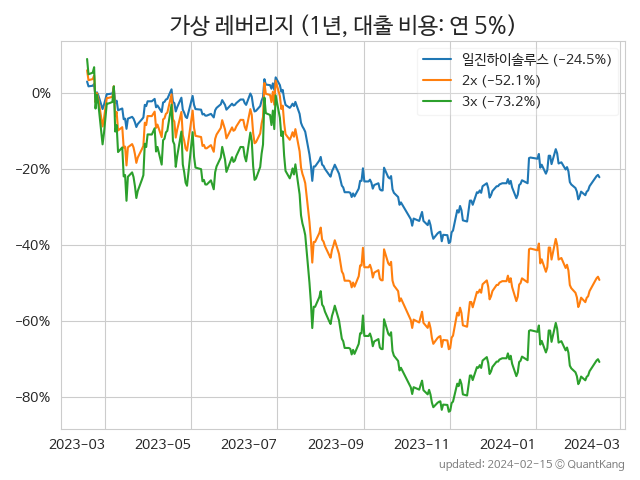 가상 레버리지 (1년, 대출 비용: 연 5%)
일진하이솔루스 (−24.5%)
2x (−52.1%)
3x (−73.2%)
0%
−20%
−40%
−60%
−80%
2023-03 2023-05 2023-07 2023-09 2023-11 2024-01 2024-03
updated: 2024-02-15 © QuantKang